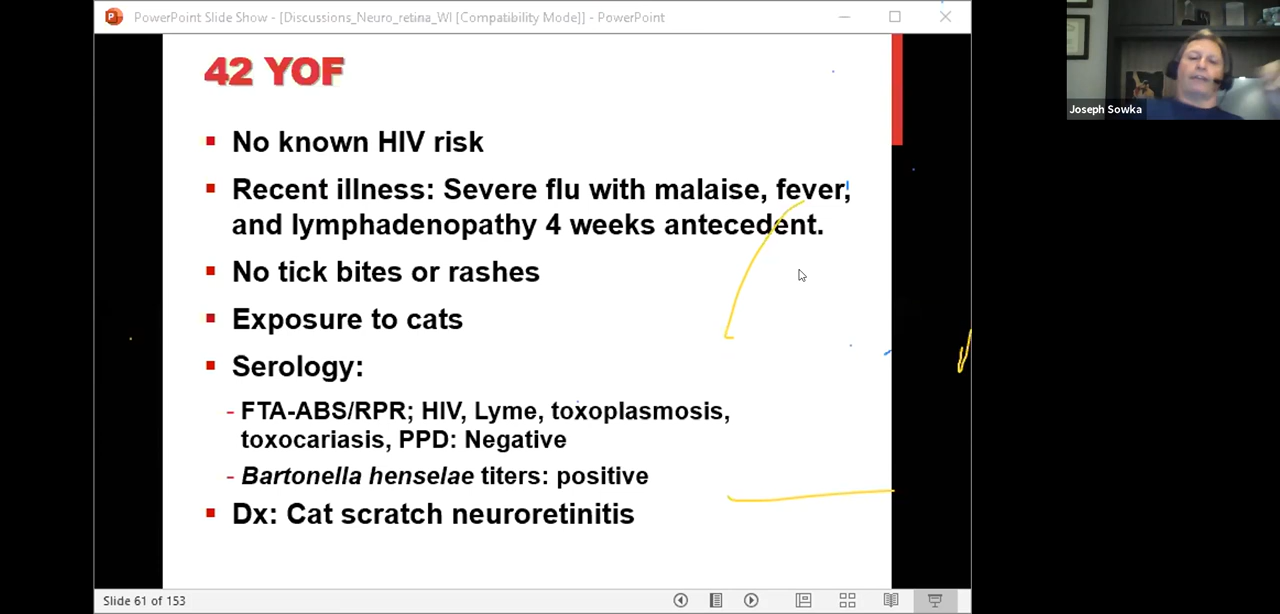 PowerPoint Slide Show - [Discussions_Neuro_retina_WI [Compatibility Mode]] - PowerPoint
42 YOF
▪ No known HIV risk
▪ Recent illness: Severe flu with malaise, fever,
and lymphadenopathy 4 weeks antecedent.
▪ No tick bites or rashes
▪ Exposure to cats
▪ Serology:
- FTA-ABS/RPR; HIV, Lyme, toxoplasmosis,
toxocariasis, PPD: Negative
- Bartonella henselae titers: positive
▪ Dx: Cat scratch neuroretinitis
Slide 61 of 153
Joseph Sowka